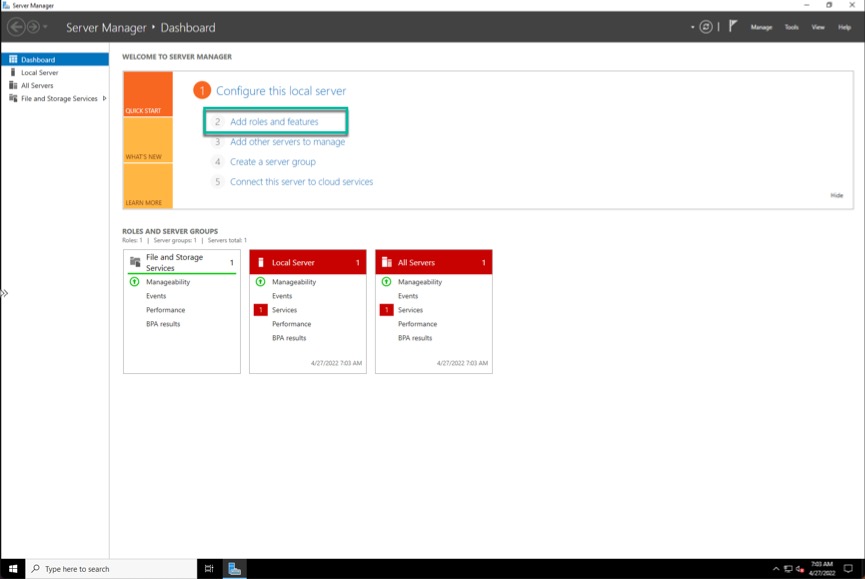 Server Manager
Server Manager • Dashboard
Manage Tools View Help
Dashboard
Local Server
All Servers
File and Storage Services
WELCOME TO SERVER MANAGER
QUICK START
WHAT'S NEW
LEARN MORE
1 Configure this local server
2 Add roles and features
3 Add other servers to manage
4 Create a server group
5 Connect this server to cloud services
Hide
ROLES AND SERVER GROUPS
Roles: 1 | Server groups: 1 | Servers total: 1
File and Storage Services 1
Manageability
Events
Performance
BPA results
Local Server 1
Manageability
Events
1 Services
Performance
BPA results
4/27/2022 7:03 AM
All Servers 1
Manageability
Events
1 Services
Performance
BPA results
4/27/2022 7:03 AM
Type here to search
7:03 AM
4/27/2022